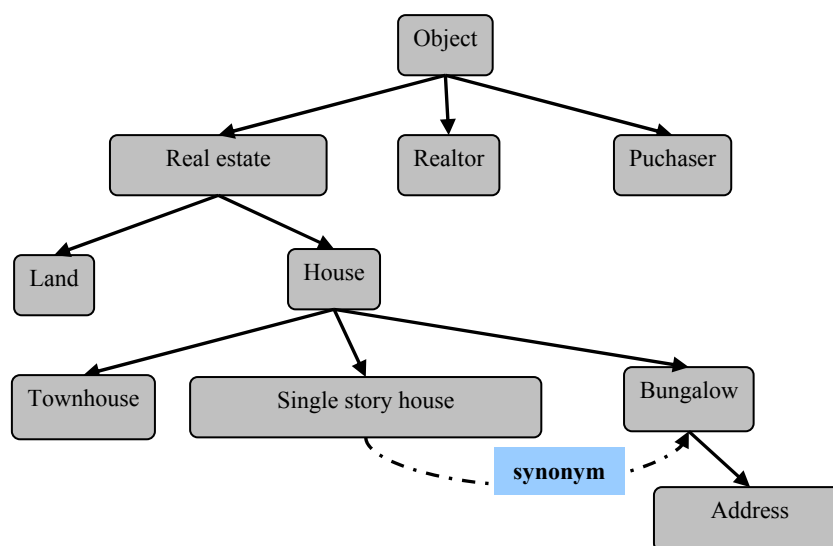 Object
Real estate
Realtor
Puchaser
Land
House
Townhouse
Single story house
Bungalow
synonym
Address